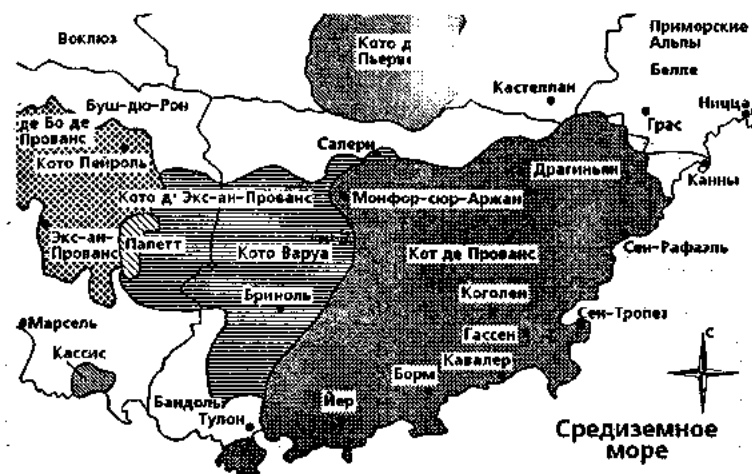 Воклюз
Кото д
Пьерве
Приморские
Альпы
Кастеллан
Белле
Ницца
Буш-дю-Рон
Грас
де Бо де
Прованс
Салерн
Кото Пейроль
Драгиньян
Канны
Кото д' Экс-ан-Прованс
Монфор-сюр-Аржан
Экс-ан-
Прованс
Палетт
Кото Варуа
Кот де Прованс
Сен-Рафаэль
Бриноль
Коголен
Марсель
Сен-Тропез
Гассен
С
Кассис
Кавалер
Борм
Бандоль
Тулон
Йер
Средиземное
море